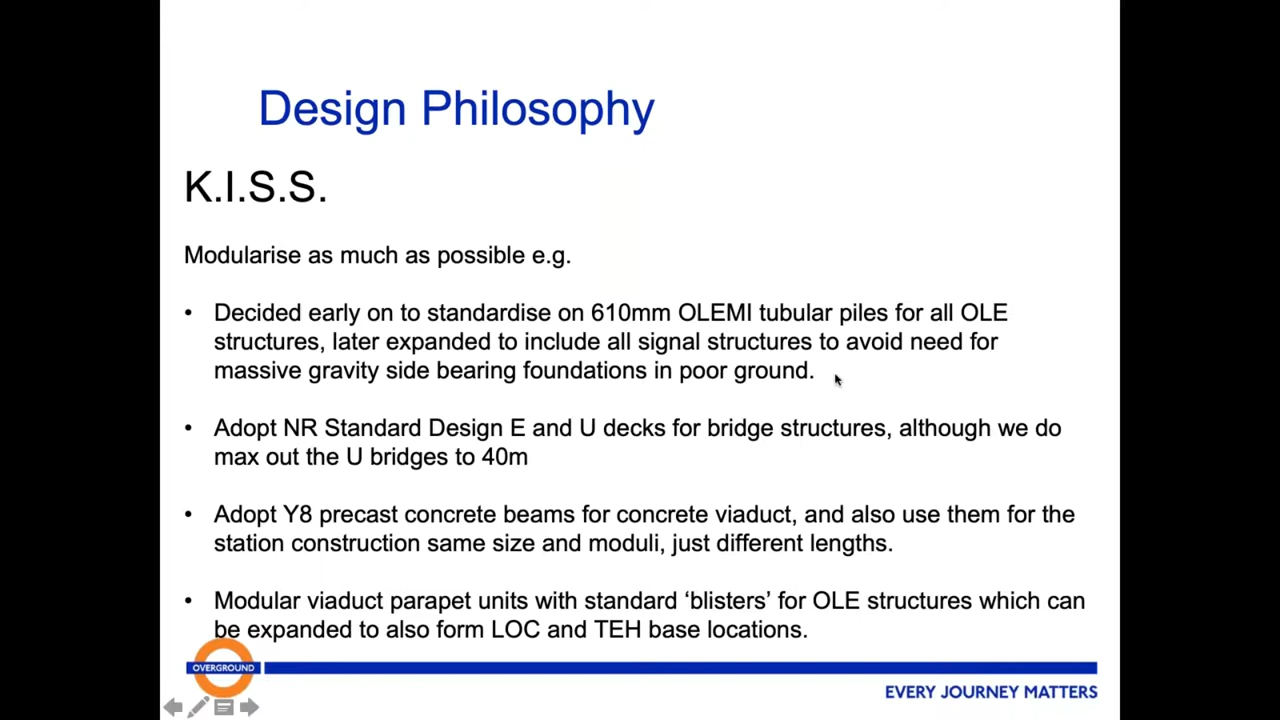 Design Philosophy
K.I.S.S.
Modularise as much as possible e.g.
• Decided early on to standardise on 610mm OLEMI tubular piles for all OLE
structures, later expanded to include all signal structures to avoid need for
massive gravity side bearing foundations in poor ground.
• Adopt NR Standard Design E and U decks for bridge structures, although we do
max out the U bridges to 40m
• Adopt Y8 precast concrete beams for concrete viaduct, and also use them for the
station construction same size and moduli, just different lengths.
• Modular viaduct parapet units with standard ‘blisters’ for OLE structures which can
be expanded to also form LOC and TEH base locations.
OVERGROUND
EVERY JOURNEY MATTERS